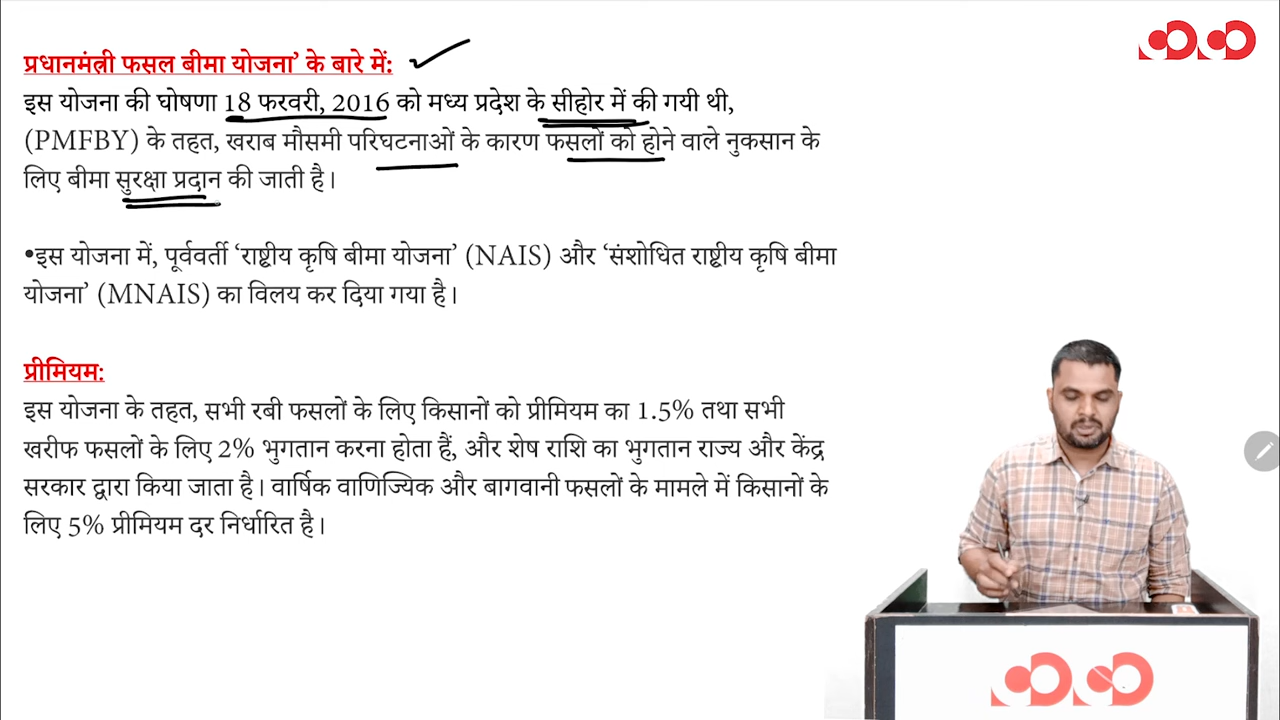 प्रधानमंत्री फसल बीमा योजना’ के बारे में:
इस योजना की घोषणा 18 फरवरी, 2016 को मध्य प्रदेश के सीहोर में की गयी थी,
(PMFBY) के तहत, खराब मौसमी परिघटनाओं के कारण फसलों को होने वाले नुकसान के
लिए बीमा सुरक्षा प्रदान की जाती है।
•इस योजना में, पूर्ववर्ती ‘राष्ट्रीय कृषि बीमा योजना’ (NAIS) और ‘संशोधित राष्ट्रीय कृषि बीमा
योजना’ (MNAIS) का विलय कर दिया गया है।
प्रीमियम:
इस योजना के तहत, सभी रबी फसलों के लिए किसानों को प्रीमियम का 1.5% तथा सभी
खरीफ फसलों के लिए 2% भुगतान करना होता हैं, और शेष राशि का भुगतान राज्य और केंद्र
सरकार द्वारा किया जाता है। वार्षिक वाणिज्यिक और बागवानी फसलों के मामले में किसानों के
लिए 5% प्रीमियम दर निर्धारित है।